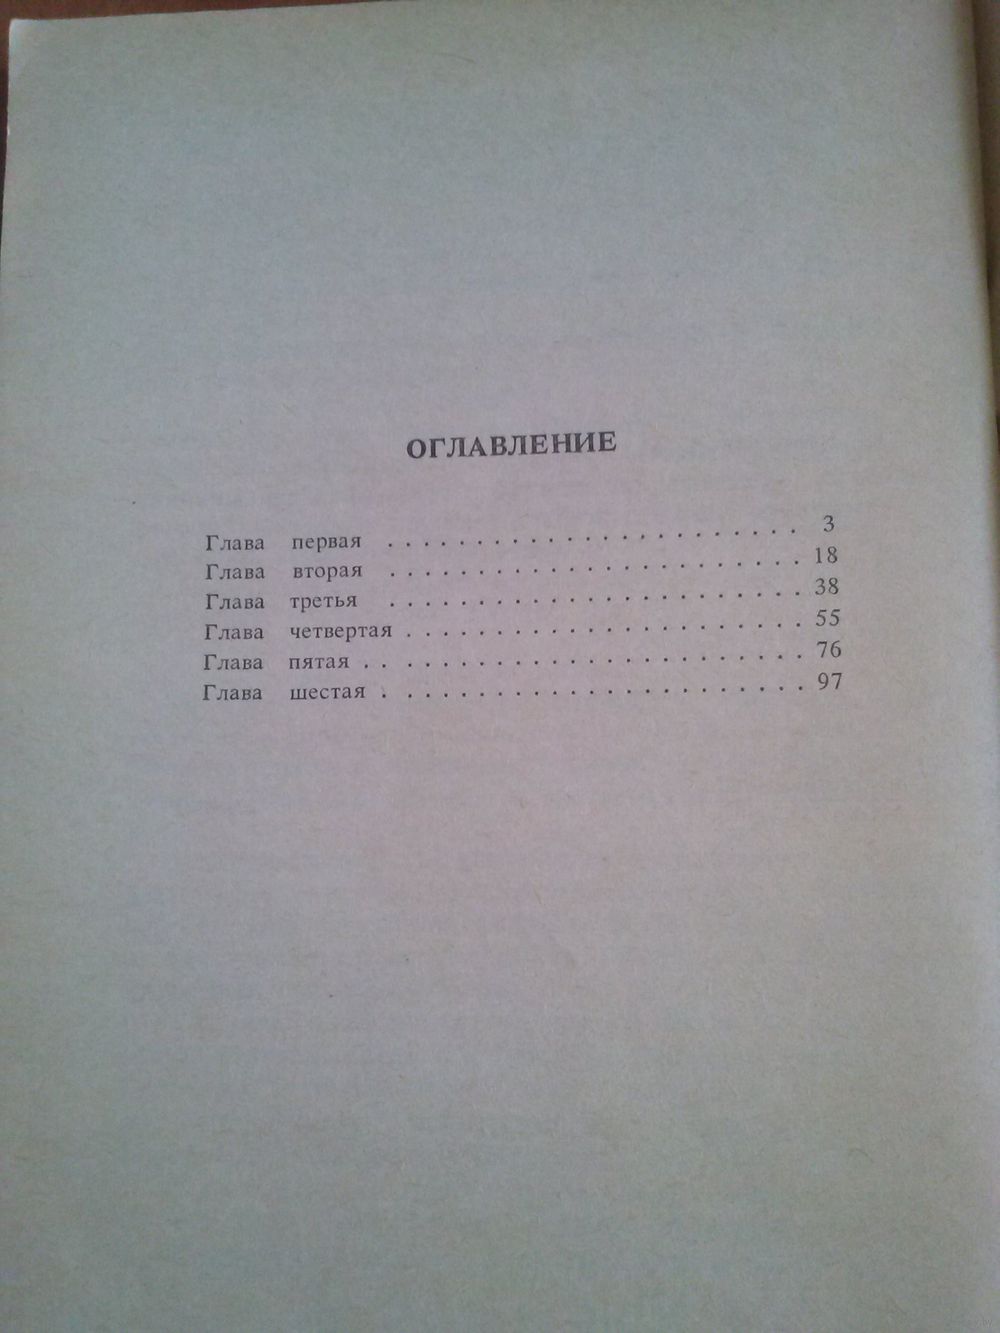 ОГЛАВЛЕНИЕ
Глава первая . . . . . . . . . . . . . . . . . . . . . . . . 3
Глава вторая . . . . . . . . . . . . . . . . . . . . . . . . 18
Глава третья . . . . . . . . . . . . . . . . . . . . . . . . 38
Глава четвертая . . . . . . . . . . . . . . . . . . . . . . . 55
Глава пятая . . . . . . . . . . . . . . . . . . . . . . . . . 76
Глава шестая . . . . . . . . . . . . . . . . . . . . . . . . 97